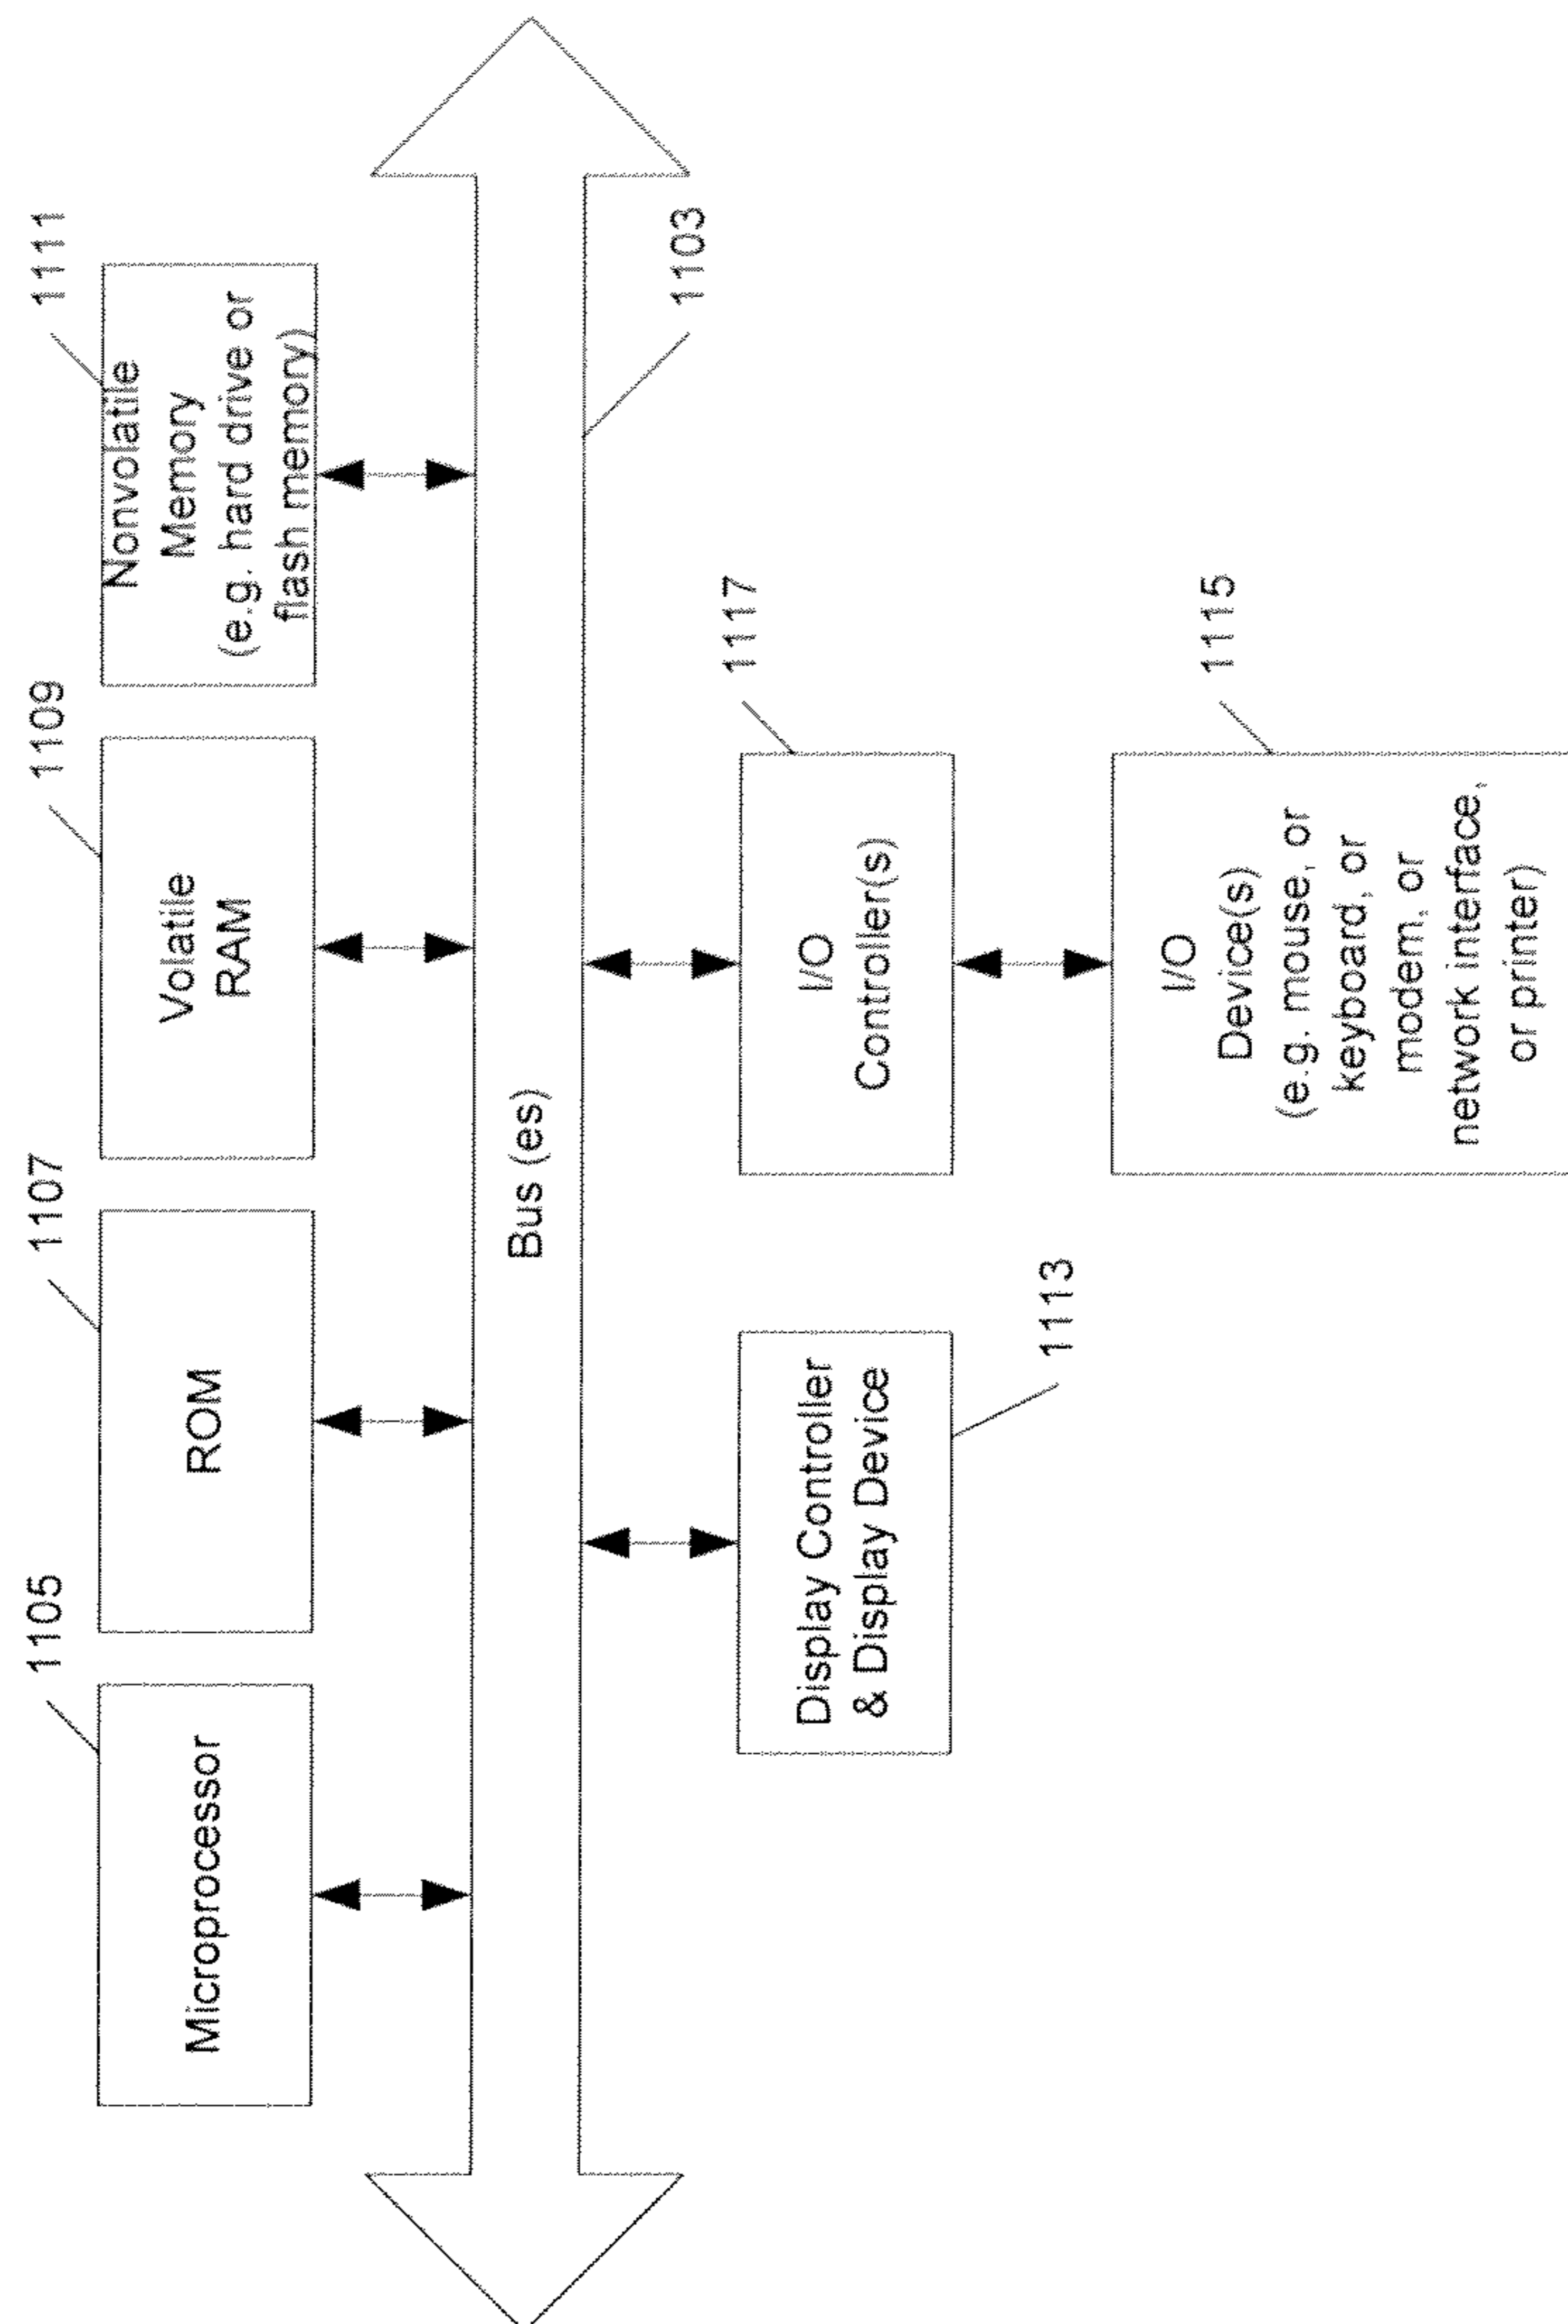 1105
1107
1109
1111
Microprocessor
ROM
Volatile
RAM
Nonvolatile
Memory
(e.g. hard drive or
flash memory)
Bus (es)
1103
Display Controller
& Display Device
1113
I/O
Controller(s)
1117
I/O
Device(s)
(e.g. mouse, or
keyboard, or
modem, or
network interface,
or printer)
1115